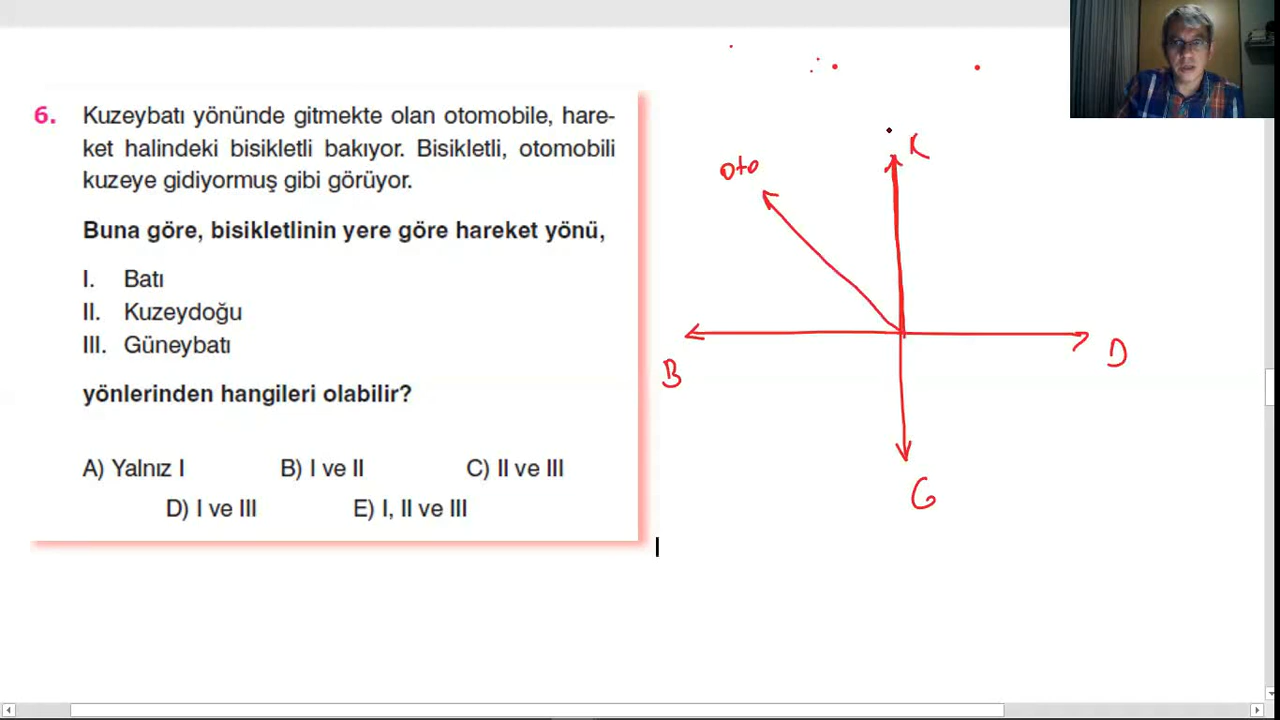 6. Kuzeybatı yönünde gitmekte olan otomobile, hare-
ket halindeki bisikletli bakıyor. Bisikletli, otomobili
kuzeye gidiyormuş gibi görüyor.
Buna göre, bisikletlinin yere göre hareket yönü,
I. Batı
II. Kuzeydoğu
III. Güneybatı
yönlerinden hangileri olabilir?
A) Yalnız I B) I ve II C) II ve III
D) I ve III E) I, II ve III
K
oto
B
D
G